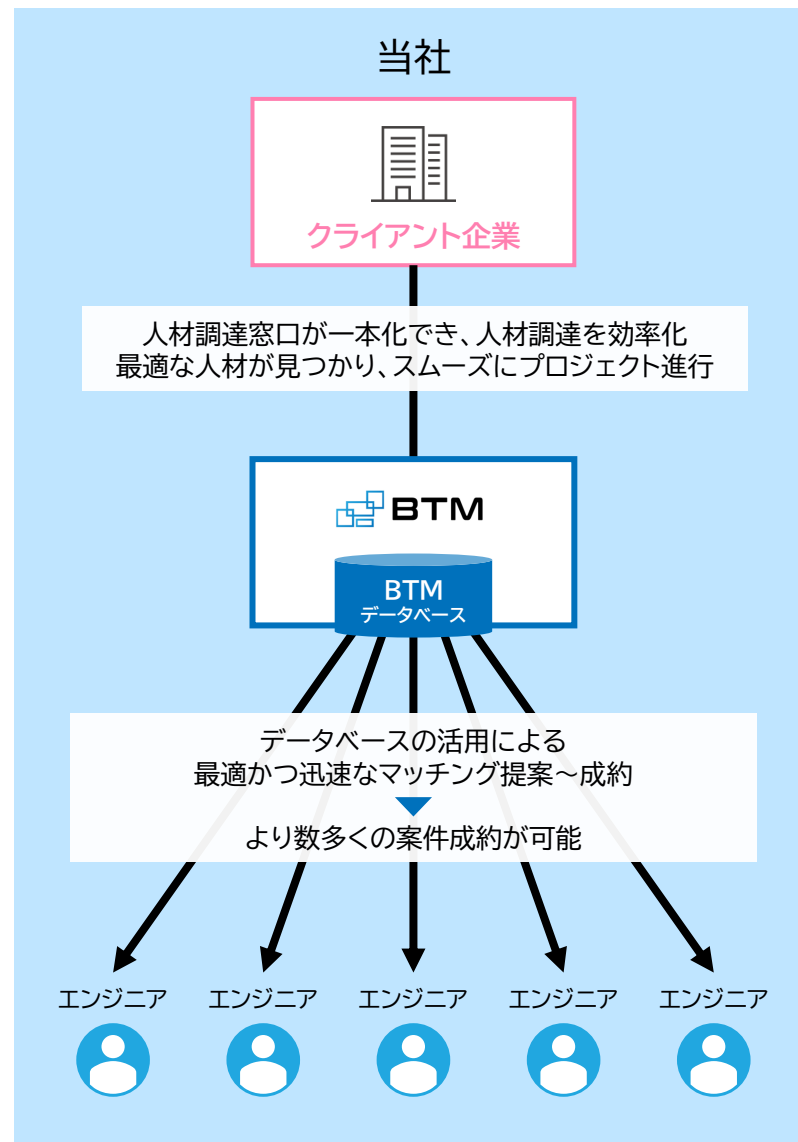 当社
クライアント企業
人材調達窓口が一本化でき、人材調達を効率化
最適な人材が見つかり、スムーズにプロジェクト進行
BTM
BTM
データベース
データベースの活用による
最適かつ迅速なマッチング提案～成約
より数多くの案件成約が可能
エンジニア エンジニア エンジニア エンジニア エンジニア